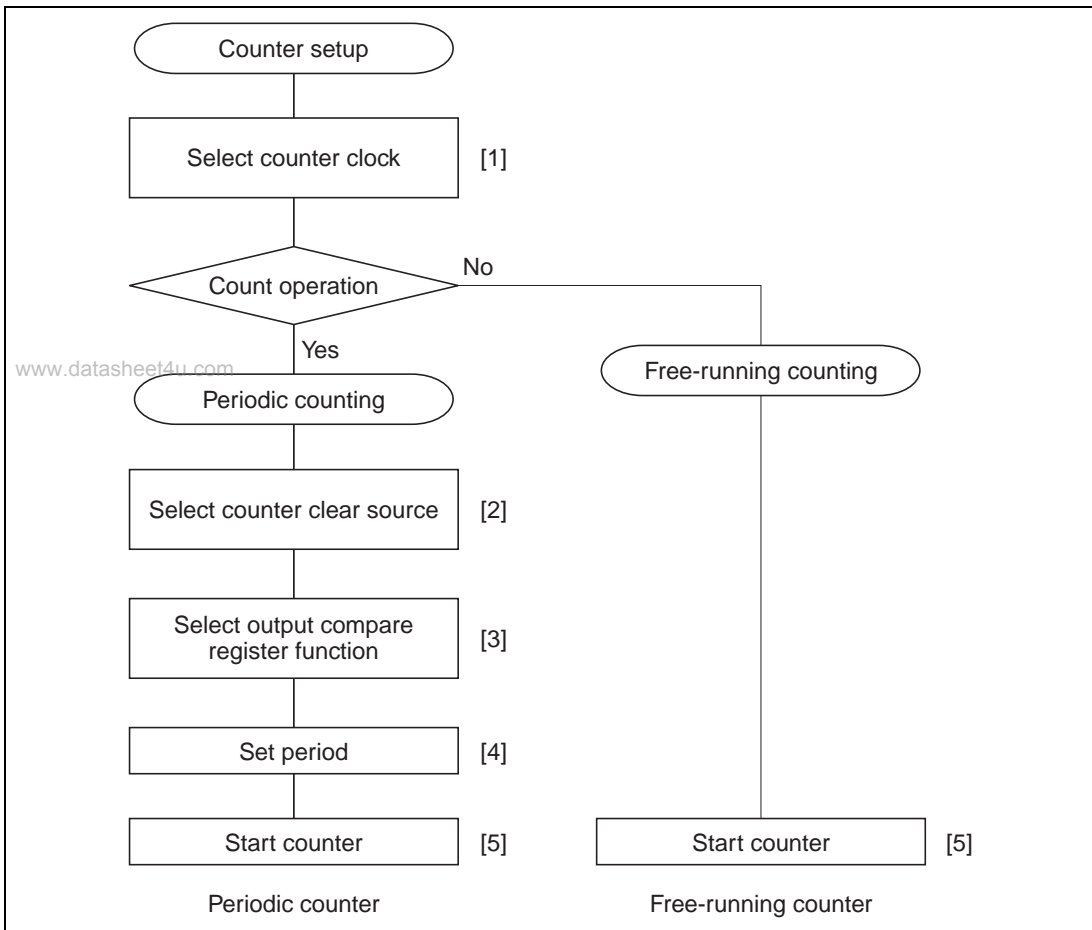 Counter setup
Select counter clock
[1]
Count operation
No
Yes
www.datasheet4u.com
Periodic counting
Free-running counting
Select counter clear source
[2]
Select output compare
register function
[3]
Set period
[4]
Start counter
[5]
Start counter
[5]
Periodic counter
Free-running counter